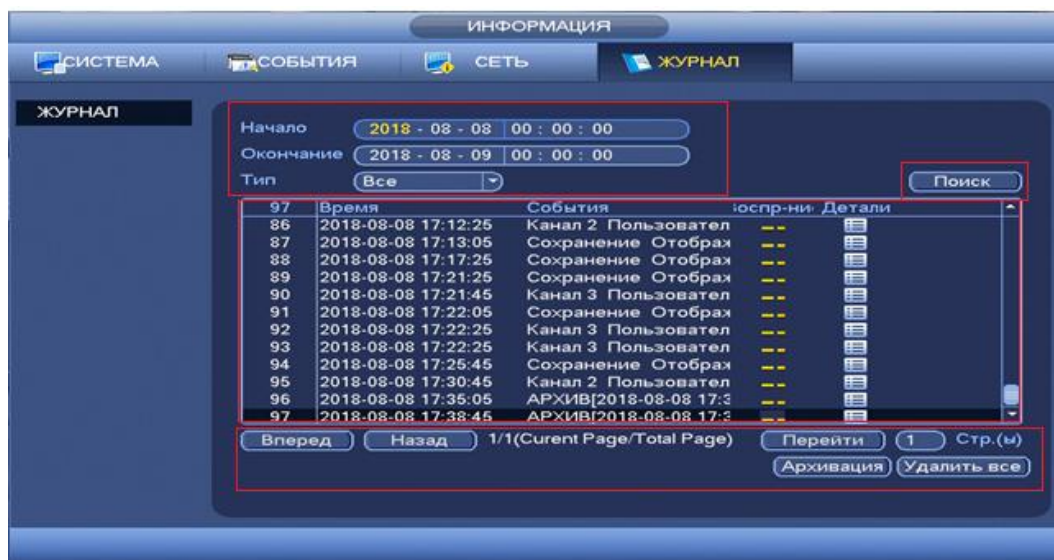 ИНФОРМАЦИЯ
СИСТЕМА СОБЫТИЯ СЕТЬ ЖУРНАЛ
ЖУРНАЛ
Начало 2018 - 08 - 08 00 : 00 : 00
Окончание 2018 - 08 - 09 00 : 00 : 00
Тип Все
Поиск
97 Время События Воспр-ни Детали
86 2018-08-08 17:12:25 Канал 2 Пользовател -- 
87 2018-08-08 17:13:05 Сохранение Отображ --
88 2018-08-08 17:17:25 Сохранение Отображ --
89 2018-08-08 17:21:25 Сохранение Отображ --
90 2018-08-08 17:21:45 Канал 3 Пользовател --
91 2018-08-08 17:22:05 Сохранение Отображ --
92 2018-08-08 17:22:25 Канал 3 Пользовател --
93 2018-08-08 17:22:25 Канал 3 Пользовател --
94 2018-08-08 17:25:45 Сохранение Отображ --
95 2018-08-08 17:30:45 Канал 2 Пользовател --
96 2018-08-08 17:35:05 АРХИВ[2018-08-08 17:3 --
97 2018-08-08 17:38:45 АРХИВ[2018-08-08 17:3 --
Вперед Назад 1/1(Curent Page/Total Page) Перейти 1 Стр.(ы)
Архивация Удалить все